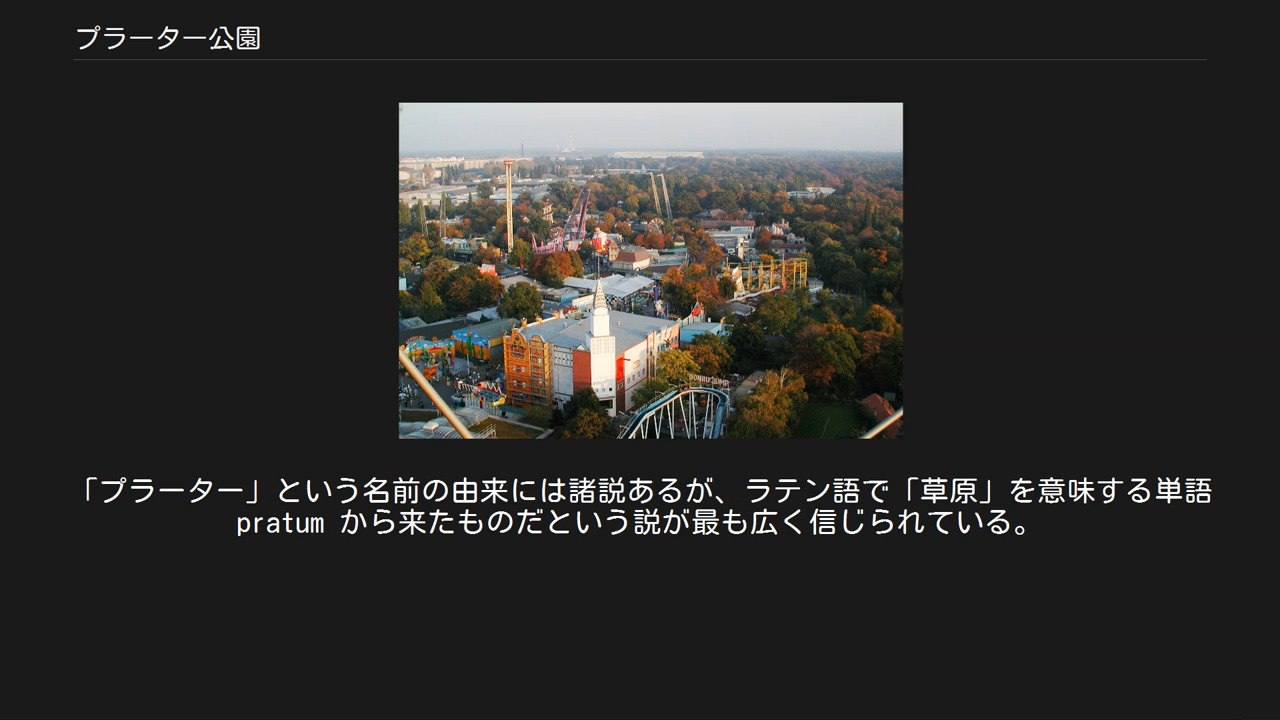 プラーター公園
DONAU JUMP
「プラーター」という名前の由来には諸説あるが、ラテン語で「草原」を意味する単語
pratum から来たものだという説が最も広く信じられている。